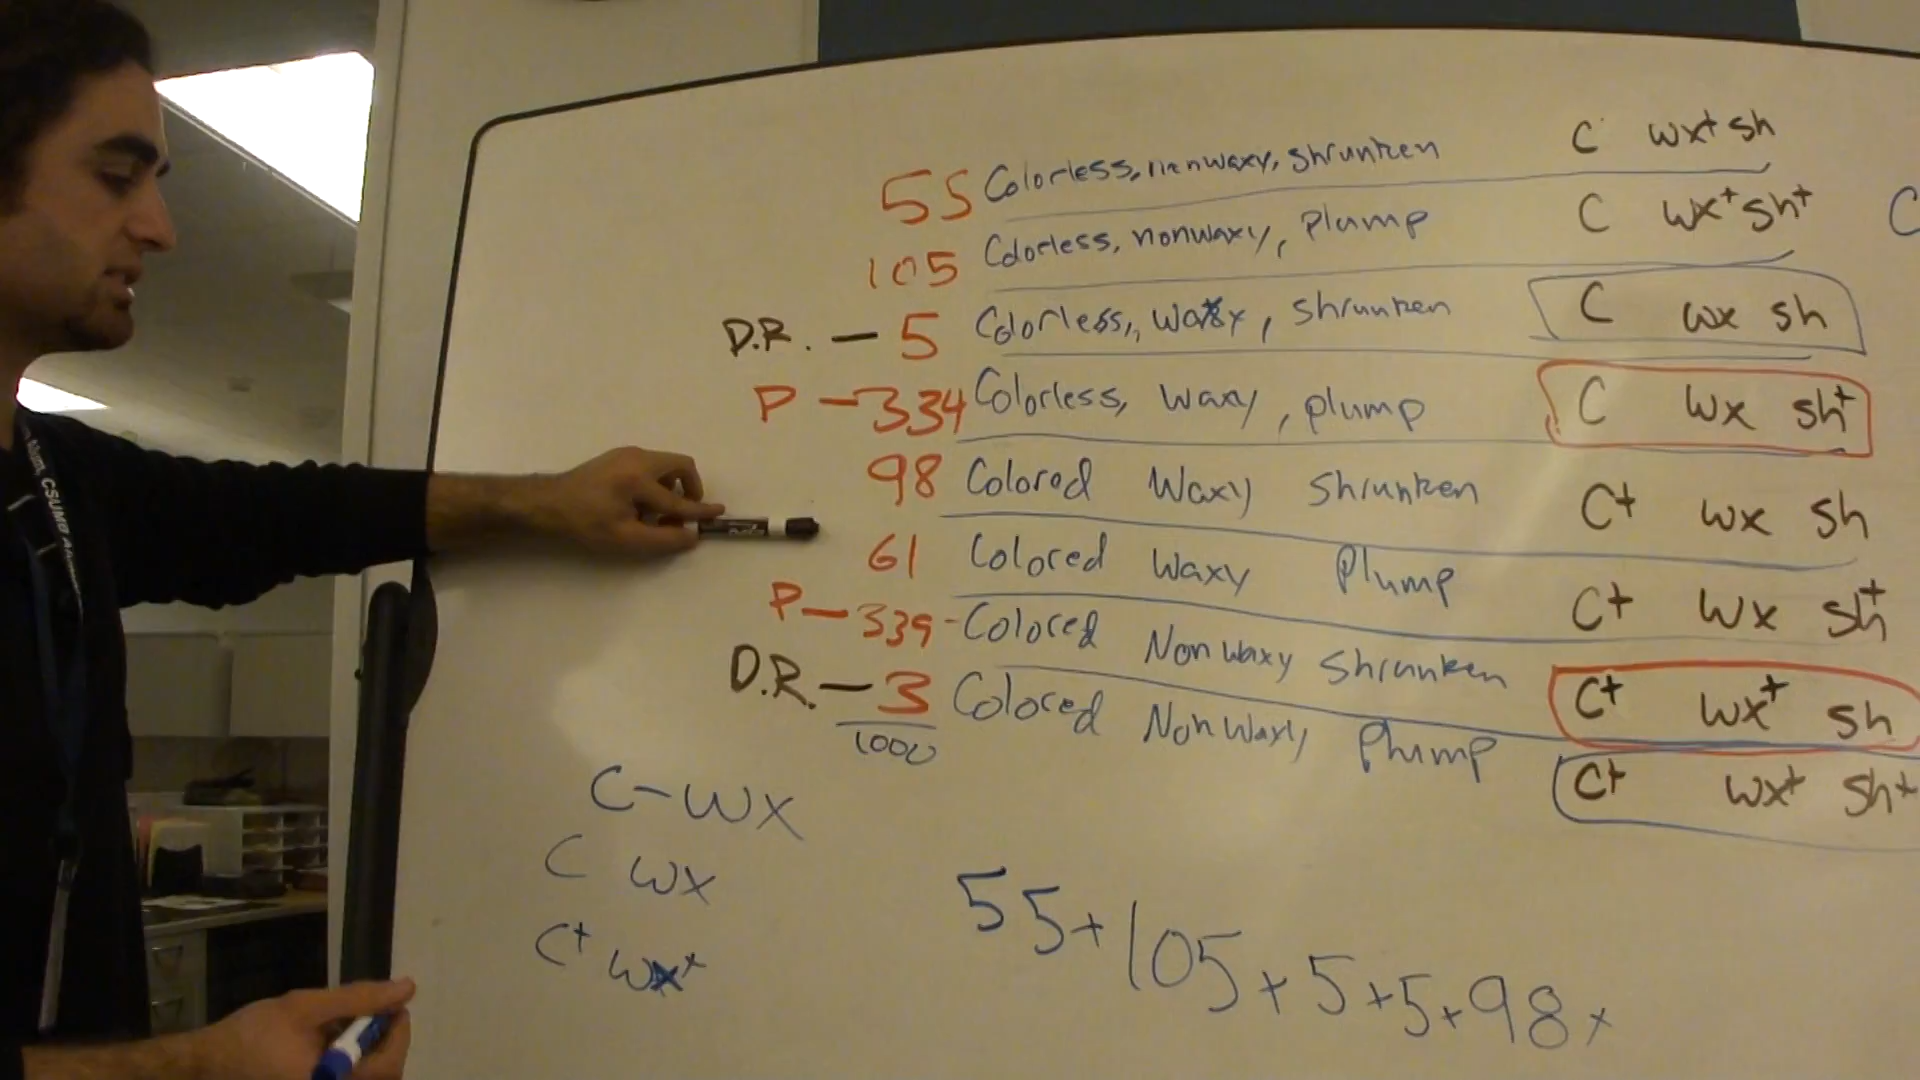 55 Colorless, nonwaxy, shrunken C wx+ sh
105 Colorless, nonwaxy, plump C wx+ sh+ C
D.R. — 5 Colorless, waxy, shrunken C wx sh
P — 334 Colorless, waxy, plump C wx sh+
98 Colored Waxy Shrunken C+ wx sh
61 Colored Waxy Plump C+ wx sh+
P — 339 - Colored Nonwaxy Shrunken C+ wx+ sh
D.R. — 3 Colored Nonwaxy Plump C+ wx+ sh+
1000
C-wx
C wx
C+ wx+
55+105+5+5+98+
CSUMB